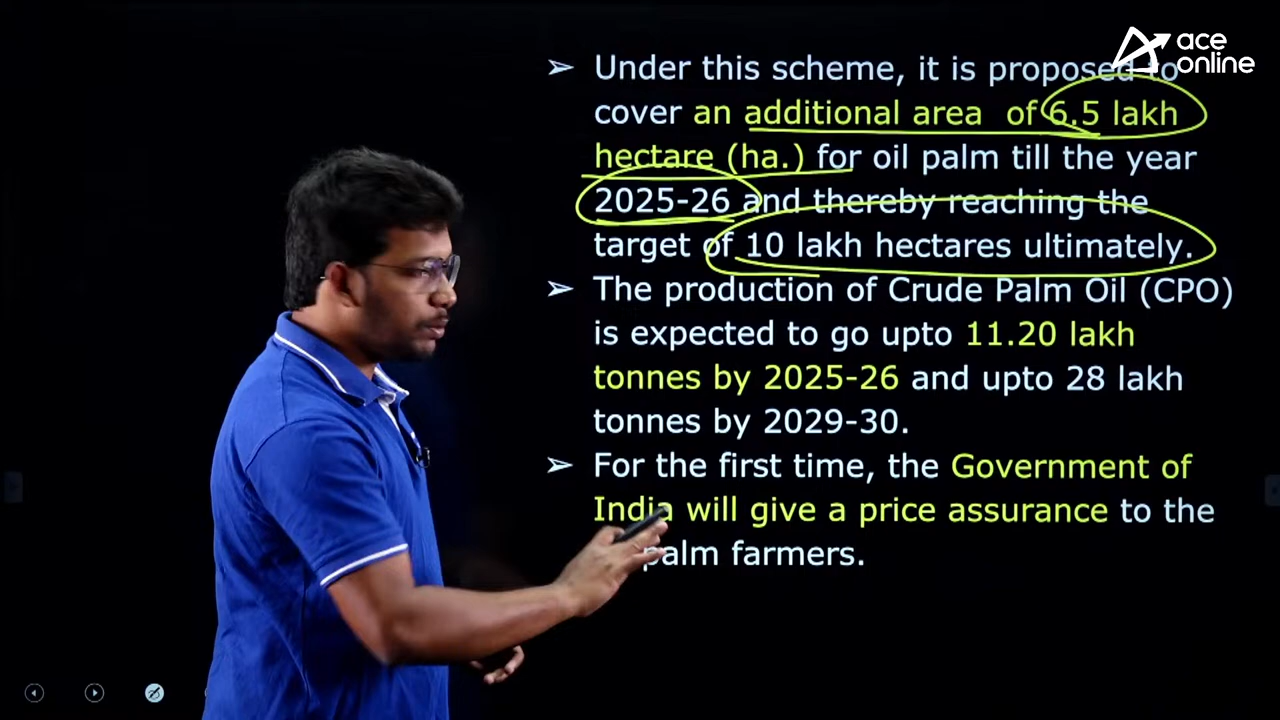 ace
online
➢ Under this scheme, it is proposed to
cover an additional area of 6.5 lakh
hectare (ha.) for oil palm till the year
2025-26 and thereby reaching the
target of 10 lakh hectares ultimately.
➢ The production of Crude Palm Oil (CPO)
is expected to go upto 11.20 lakh
tonnes by 2025-26 and upto 28 lakh
tonnes by 2029-30.
➢ For the first time, the Government of
India will give a price assurance to the
palm farmers.